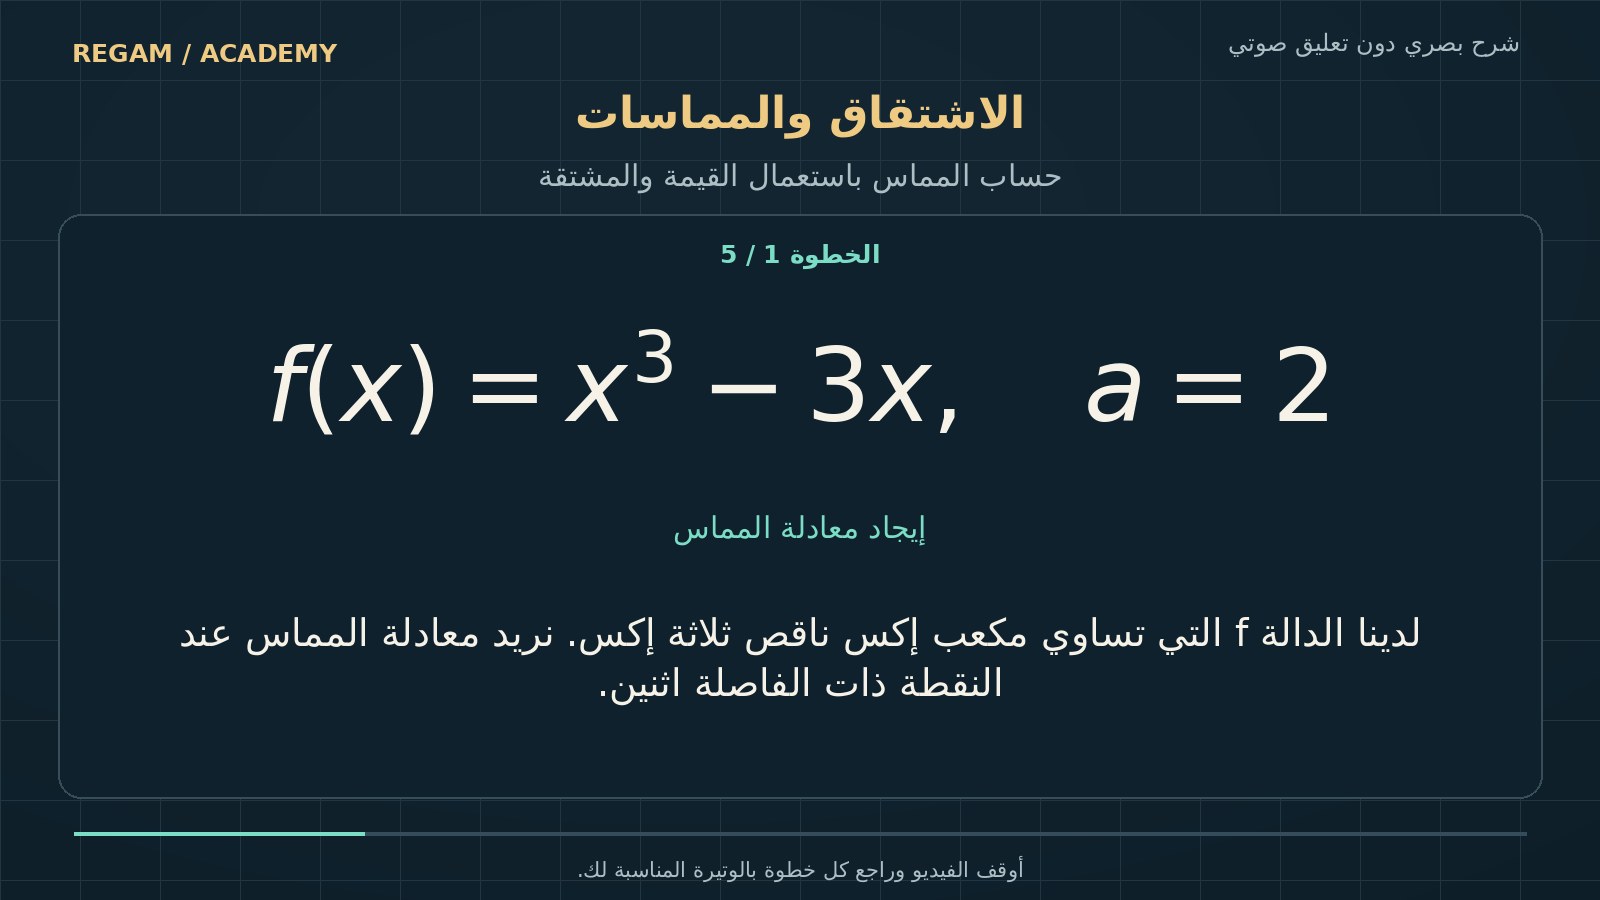 REGAM / ACADEMY
شرح بصري دون تعليق صوتي
الاشتقاق والمماسات
حساب المماس باستعمال القيمة والمشتقة
الخطوة 1 / 5
f(x) = x³ − 3x, a = 2
إيجاد معادلة المماس
لدينا الدالة f التي تساوي مكعب إكس ناقص ثلاثة إكس. نريد معادلة المماس عند
النقطة ذات الفاصلة اثنين.
أوقف الفيديو وراجع كل خطوة بالوتيرة المناسبة لك.